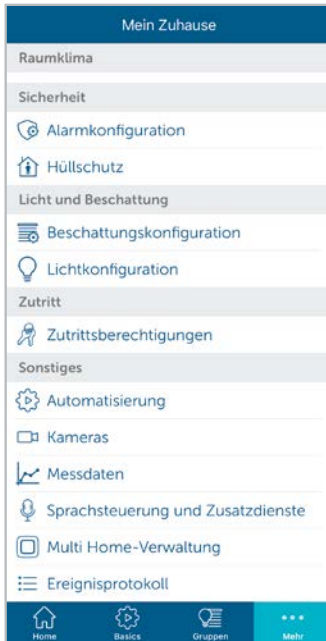 Mein Zuhause
Raumklima
Sicherheit
Alarmkonfiguration
Hüllschutz
Licht und Beschattung
Beschattungskonfiguration
Lichtkonfiguration
Zutritt
Zutrittsberechtigungen
Sonstiges
Automatisierung
Kameras
Messdaten
Sprachsteuerung und Zusatzdienste
Multi Home-Verwaltung
Ereignisprotokoll
Home Basics Gruppen Mehr